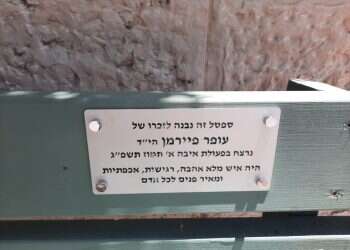 ספסל זה נבנה לזכרו של
עופר פיירמן הי״ד
נרצח בפעולת איבה א׳ תמוז תשפ״ג
היה איש מלא אהבה, רגישות, אכפתיות
ומאיר פנים לכל אדם